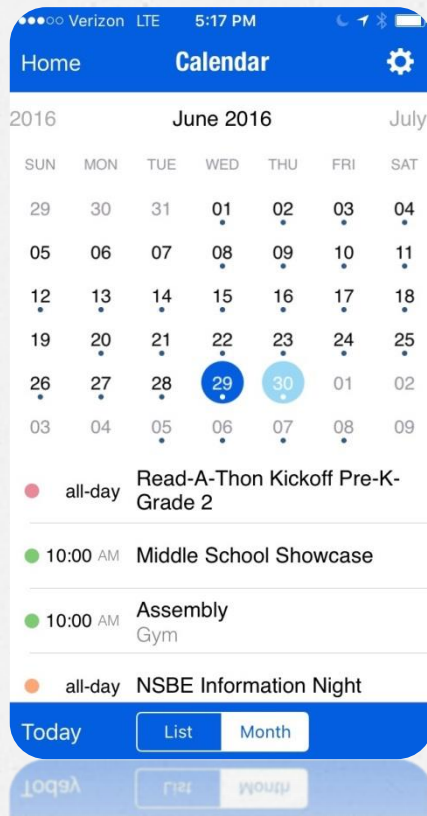 Verizon LTE 5:17 PM
Home Calendar
2016 June 2016 July
SUN MON TUE WED THU FRI SAT
29 30 31 01 02 03 04
05 06 07 08 09 10 11
12 13 14 15 16 17 18
19 20 21 22 23 24 25
26 27 28 29 30 01 02
03 04 05 06 07 08 09
all-day Read-A-Thon Kickoff Pre-K-
Grade 2
10:00 AM Middle School Showcase
10:00 AM Assembly
Gym
all-day NSBE Information Night
Today List Month
Today List Month